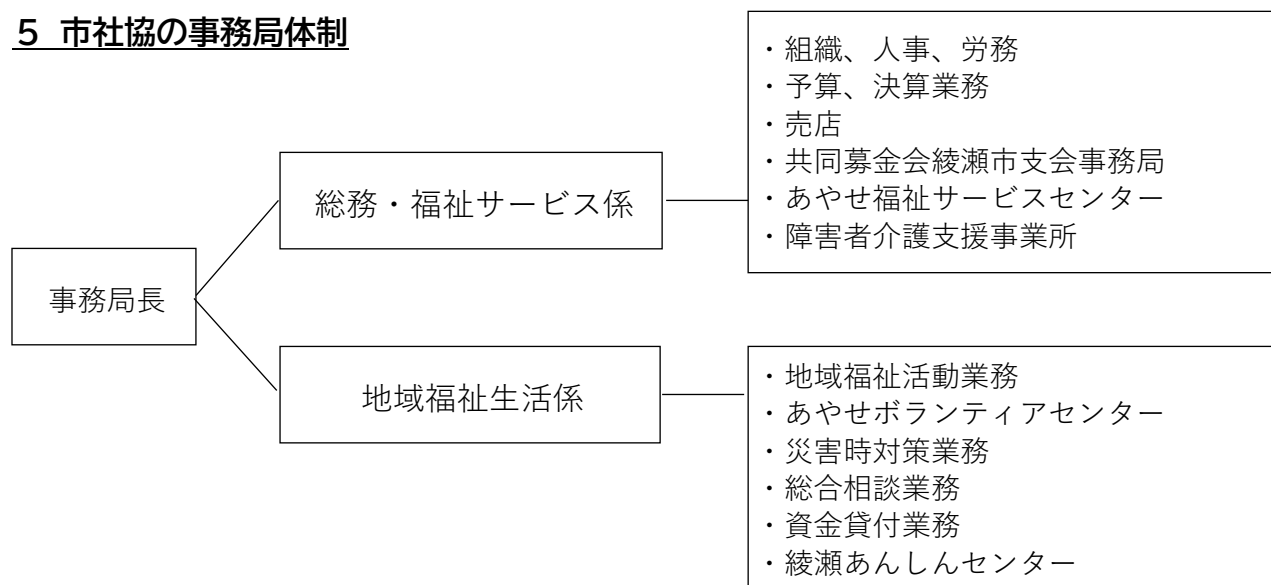 5 市社協の事務局体制
・組織、人事、労務
・予算、決算業務
・売店
・共同募金会綾瀬市支会事務局
・あやせ福祉サービスセンター
・障害者介護支援事業所
総務・福祉サービス係
事務局長
地域福祉生活係
・地域福祉活動業務
・あやせボランティアセンター
・災害時対策業務
・総合相談業務
・資金貸付業務
・綾瀬あんしんセンター